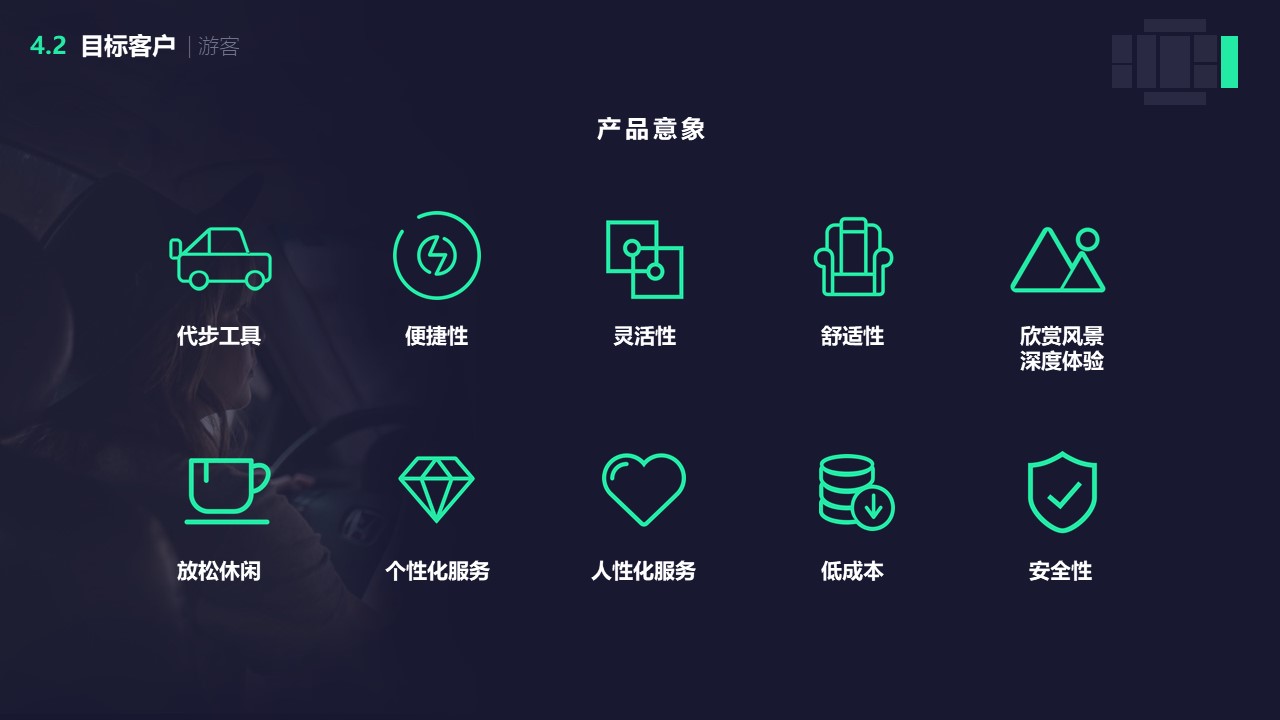 4.2 目标客户 | 游客
产品意象
代步工具
便捷性
灵活性
舒适性
欣赏风景
深度体验
放松休闲
个性化服务
人性化服务
低成本
安全性